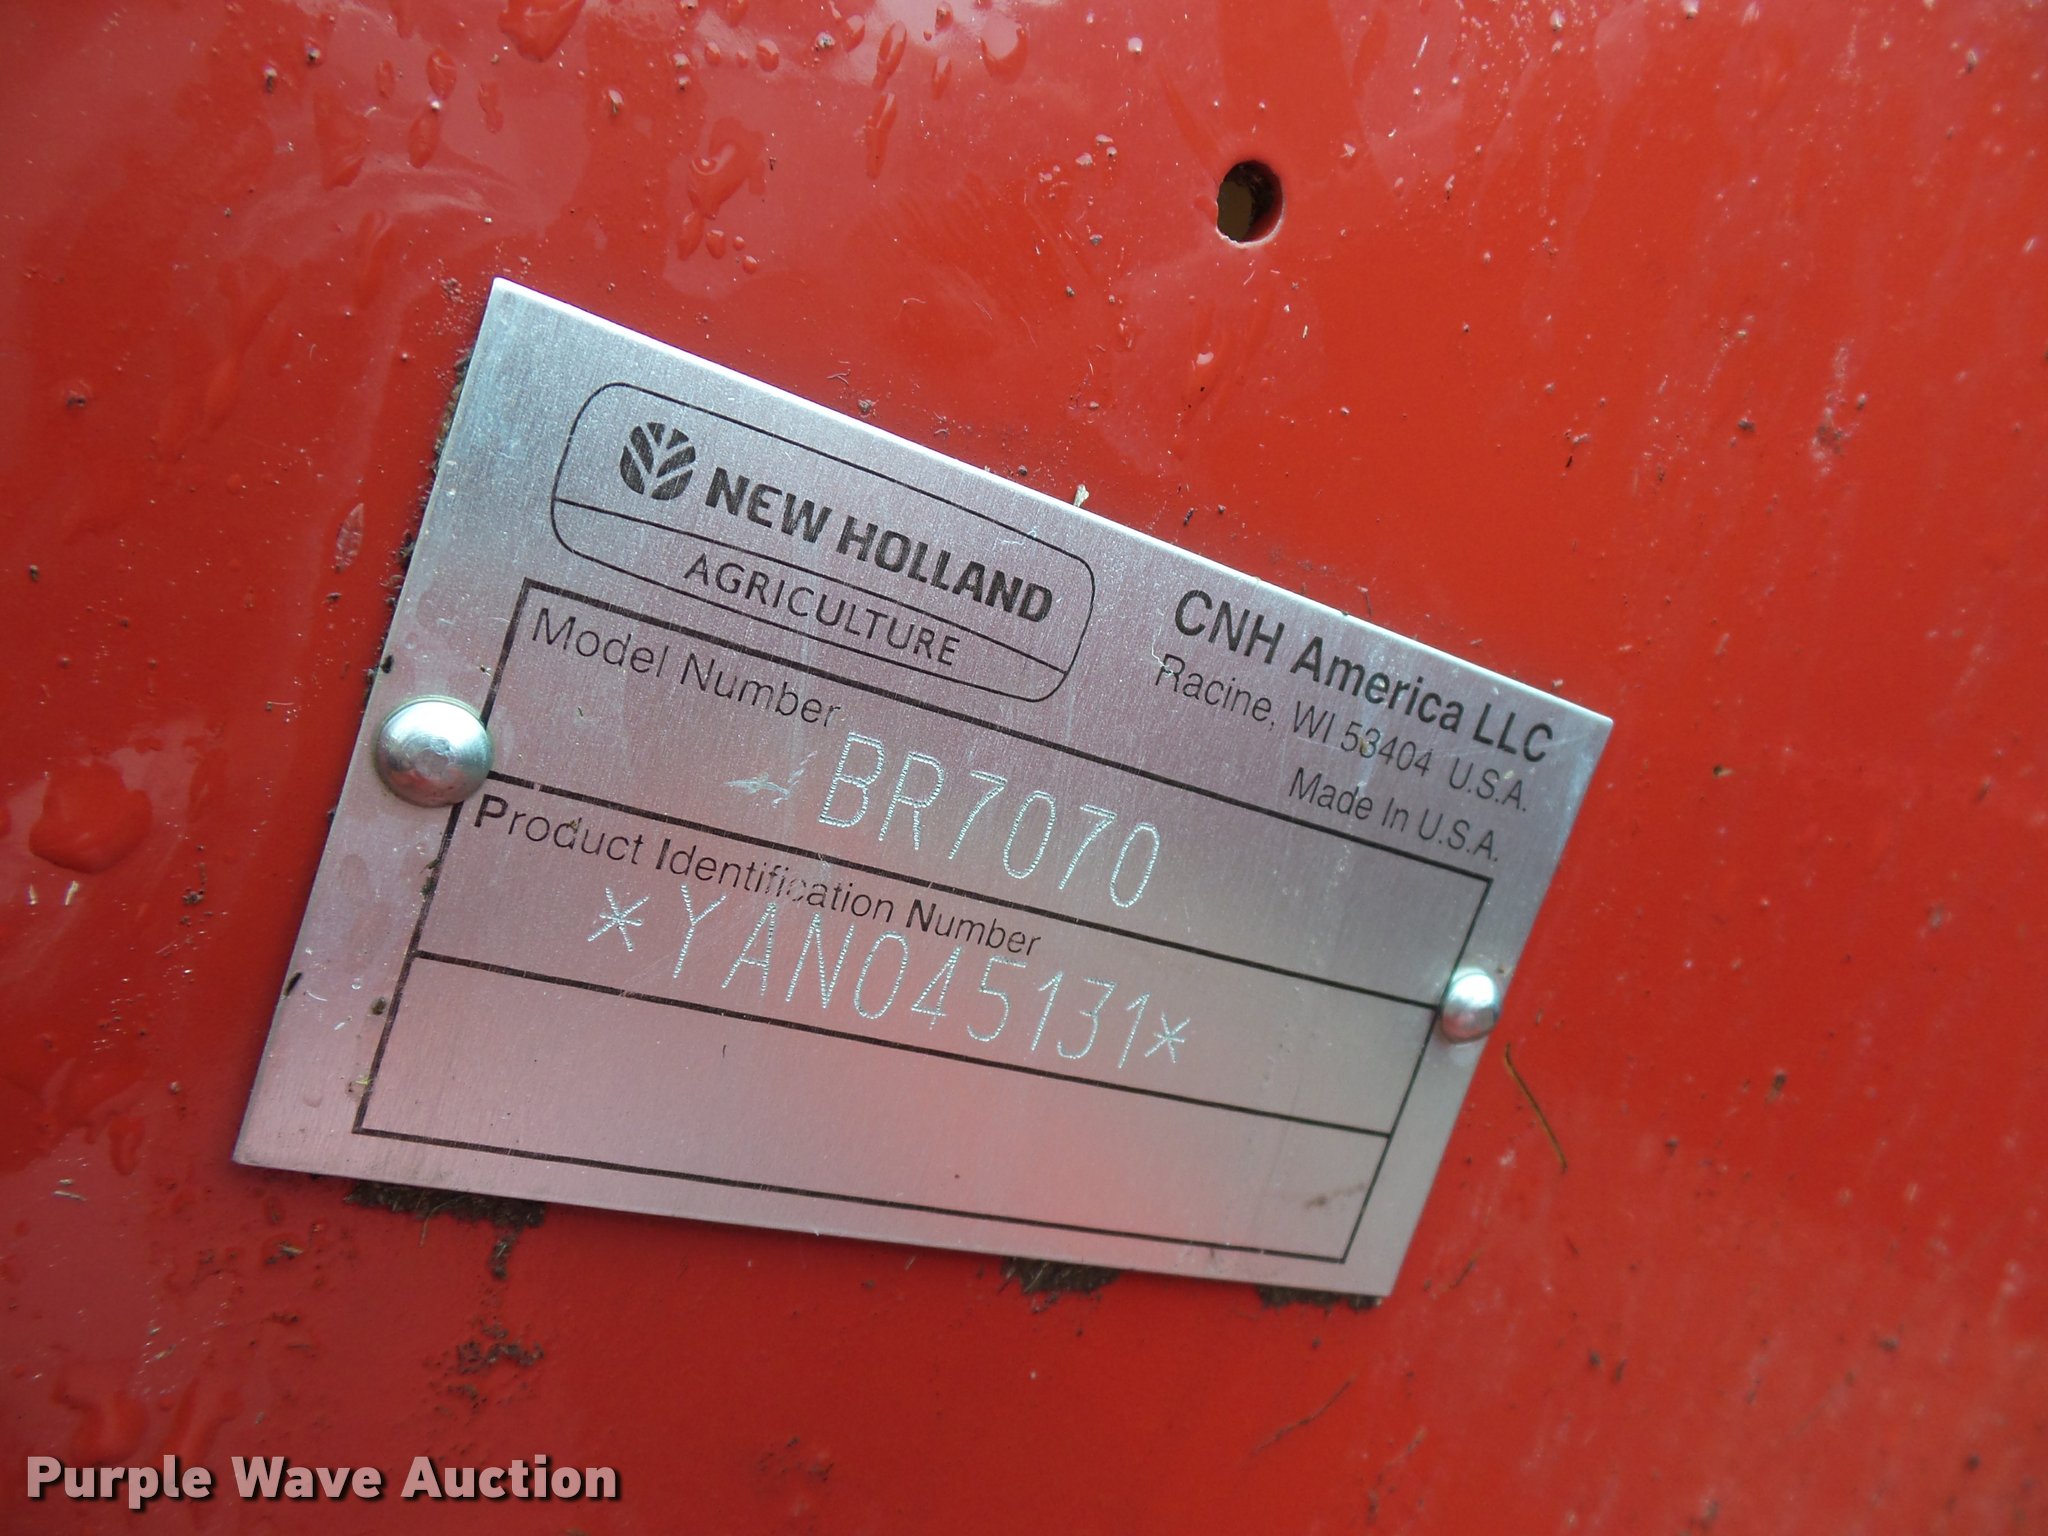 NEW HOLLAND
AGRICULTURE
CNH America LLC
Racine, WI 53404 U.S.A.
Made In U.S.A.
Model Number
BR7070
Product Identification Number
*YAN045131*
Purple Wave Auction